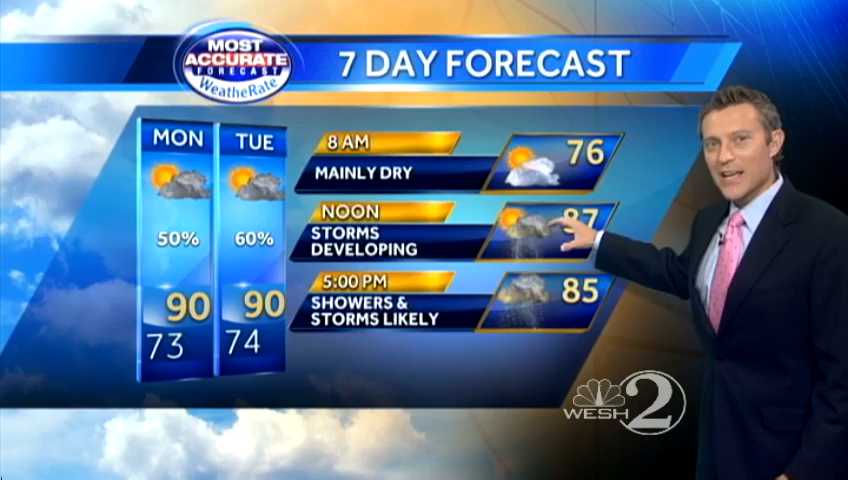 MOST
ACCURATE
FORECAST
WeatheRate
7 DAY FORECAST
MON
TUE
50%
60%
90
90
73
74
8 AM
MAINLY DRY
76
NOON
STORMS
DEVELOPING
87
5:00 PM
SHOWERS &
STORMS LIKELY
85
WESH 2